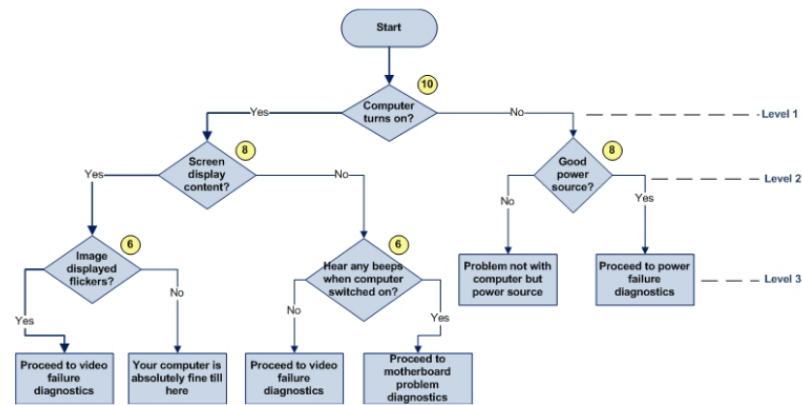 Start
10
Computer
turns on?
Yes
No
Level 1
8
Screen
display
content?
8
Good
power
source?
Level 2
Yes
No
No
Yes
6
Image
displayed
flickers?
6
Hear any beeps
when computer
switched on?
Problem not with
computer but
power source
Proceed to power
failure
diagnostics
Level 3
Yes
No
No
Yes
Proceed to video
failure
diagnostics
Your computer is
absolutely fine till
here
Proceed to video
failure
diagnostics
Proceed to
motherboard
problem
diagnostics